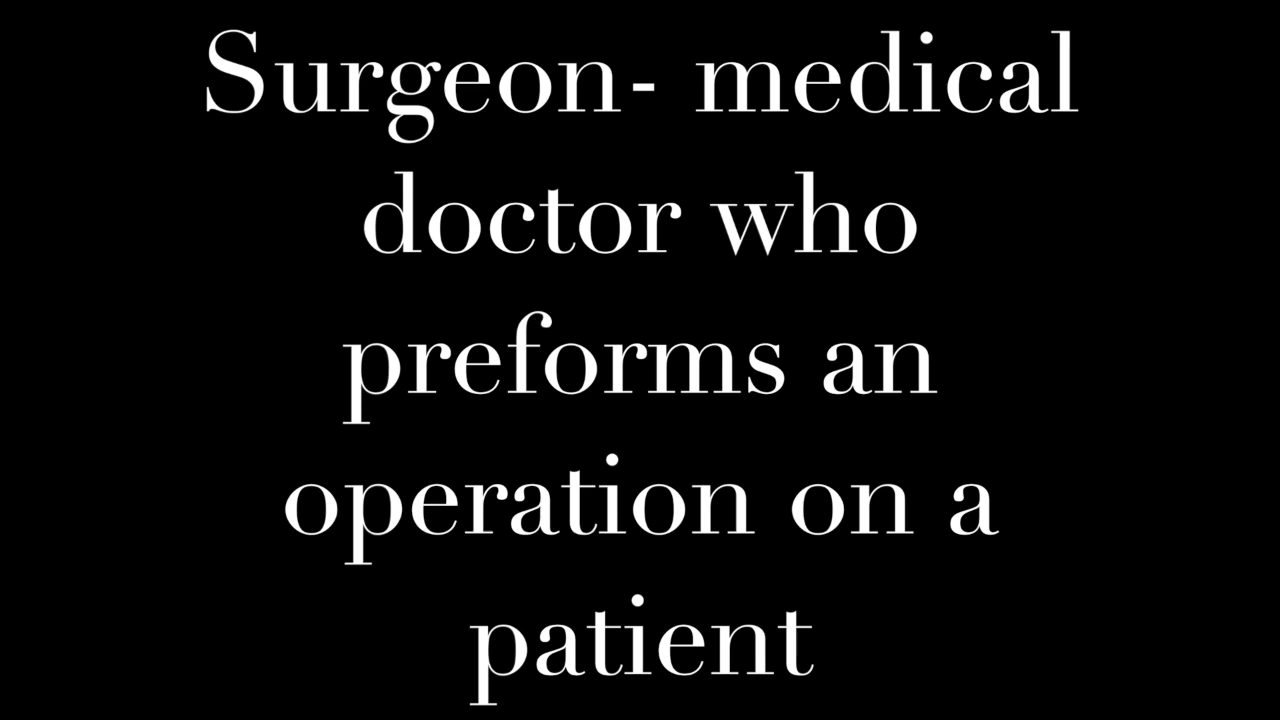 Surgeon- medical
doctor who
preforms an
operation on a
patient